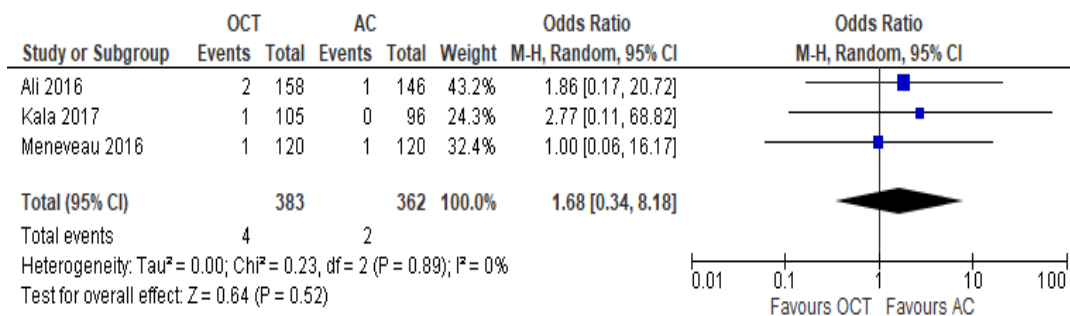 OCT AC Odds Ratio Odds Ratio
Study or Subgroup Events Total Events Total Weight M-H, Random, 95% CI M-H, Random, 95% CI
Ali 2016 2 158 1 146 43.2% 1.86 [0.17, 20.72]
Kala 2017 1 105 0 96 24.3% 2.77 [0.11, 68.82]
Meneveau 2016 1 120 1 120 32.4% 1.00 [0.06, 16.17]
Total (95% CI) 383 362 100.0% 1.68 [0.34, 8.18]
Total events 4 2
Heterogeneity: Tau² = 0.00; Chi² = 0.23, df = 2 (P = 0.89); I² = 0%
Test for overall effect: Z = 0.64 (P = 0.52)
0.01 0.1 1 10 100
Favours OCT Favours AC